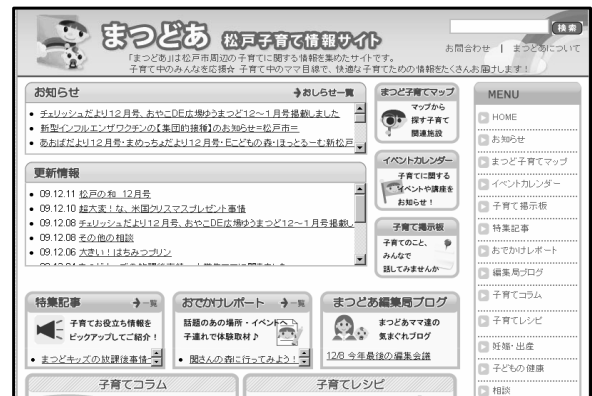 まつどあ 松戸子育て情報サイト
検索
お問合わせ | まつどあについて
「まつどあ」は松戸市周辺の子育てに関する情報を集めたサイトです。
子育て中のみんなを応援☆ 子育て中のママ目線で、快適な子育てための情報をたくさんお届けします!
お知らせ
おしらせ一覧
チェリッシュだより12月号、おやこDE広場ゆうまつど12~1月号掲載しました
新型インフルエンザワクチンの【集団的接種】のお知らせ=松戸市=
あおばだより12月号・まめっちょだより12月号・Eこどもの森・ほっとるーむ新松戸
更新情報
09.12.11 松戸の和 12月号
09.12.10 超大変!な、米国クリスマスプレゼント事情
09.12.08 チェリッシュだより12月号、おやこDE広場ゆうまつど12~1月号掲載し
09.12.08 その他の相談
09.12.06 大きい!はちみつプリン
まつど子育てマップ
マップから
探す子育て
関連施設
イベントカレンダー
子育てに関する
イベントや講座を
お知らせ!
子育て掲示板
子育てのこと、
みんなで
話してみませんか
特集記事
一覧
子育てお役立ち情報を
ピックアップしてご紹介!
まつどキッズの放課後事情
おでかけレポート
一覧
話題のあの場所・イベントへ
子連れで体験取材♪
関さんの森に行ってみよう!
まつどあ編集局ブログ
まつどあママ達の
気まぐれブログ
12/8 今年最後の編集会議
子育てコラム
子育てレシピ
MENU
HOME
お知らせ
まつど子育てマップ
イベントカレンダー
子育て掲示板
特集記事
おでかけレポート
編集局ブログ
子育てコラム
子育てレシピ
妊娠・出産
子どもの健康
相談